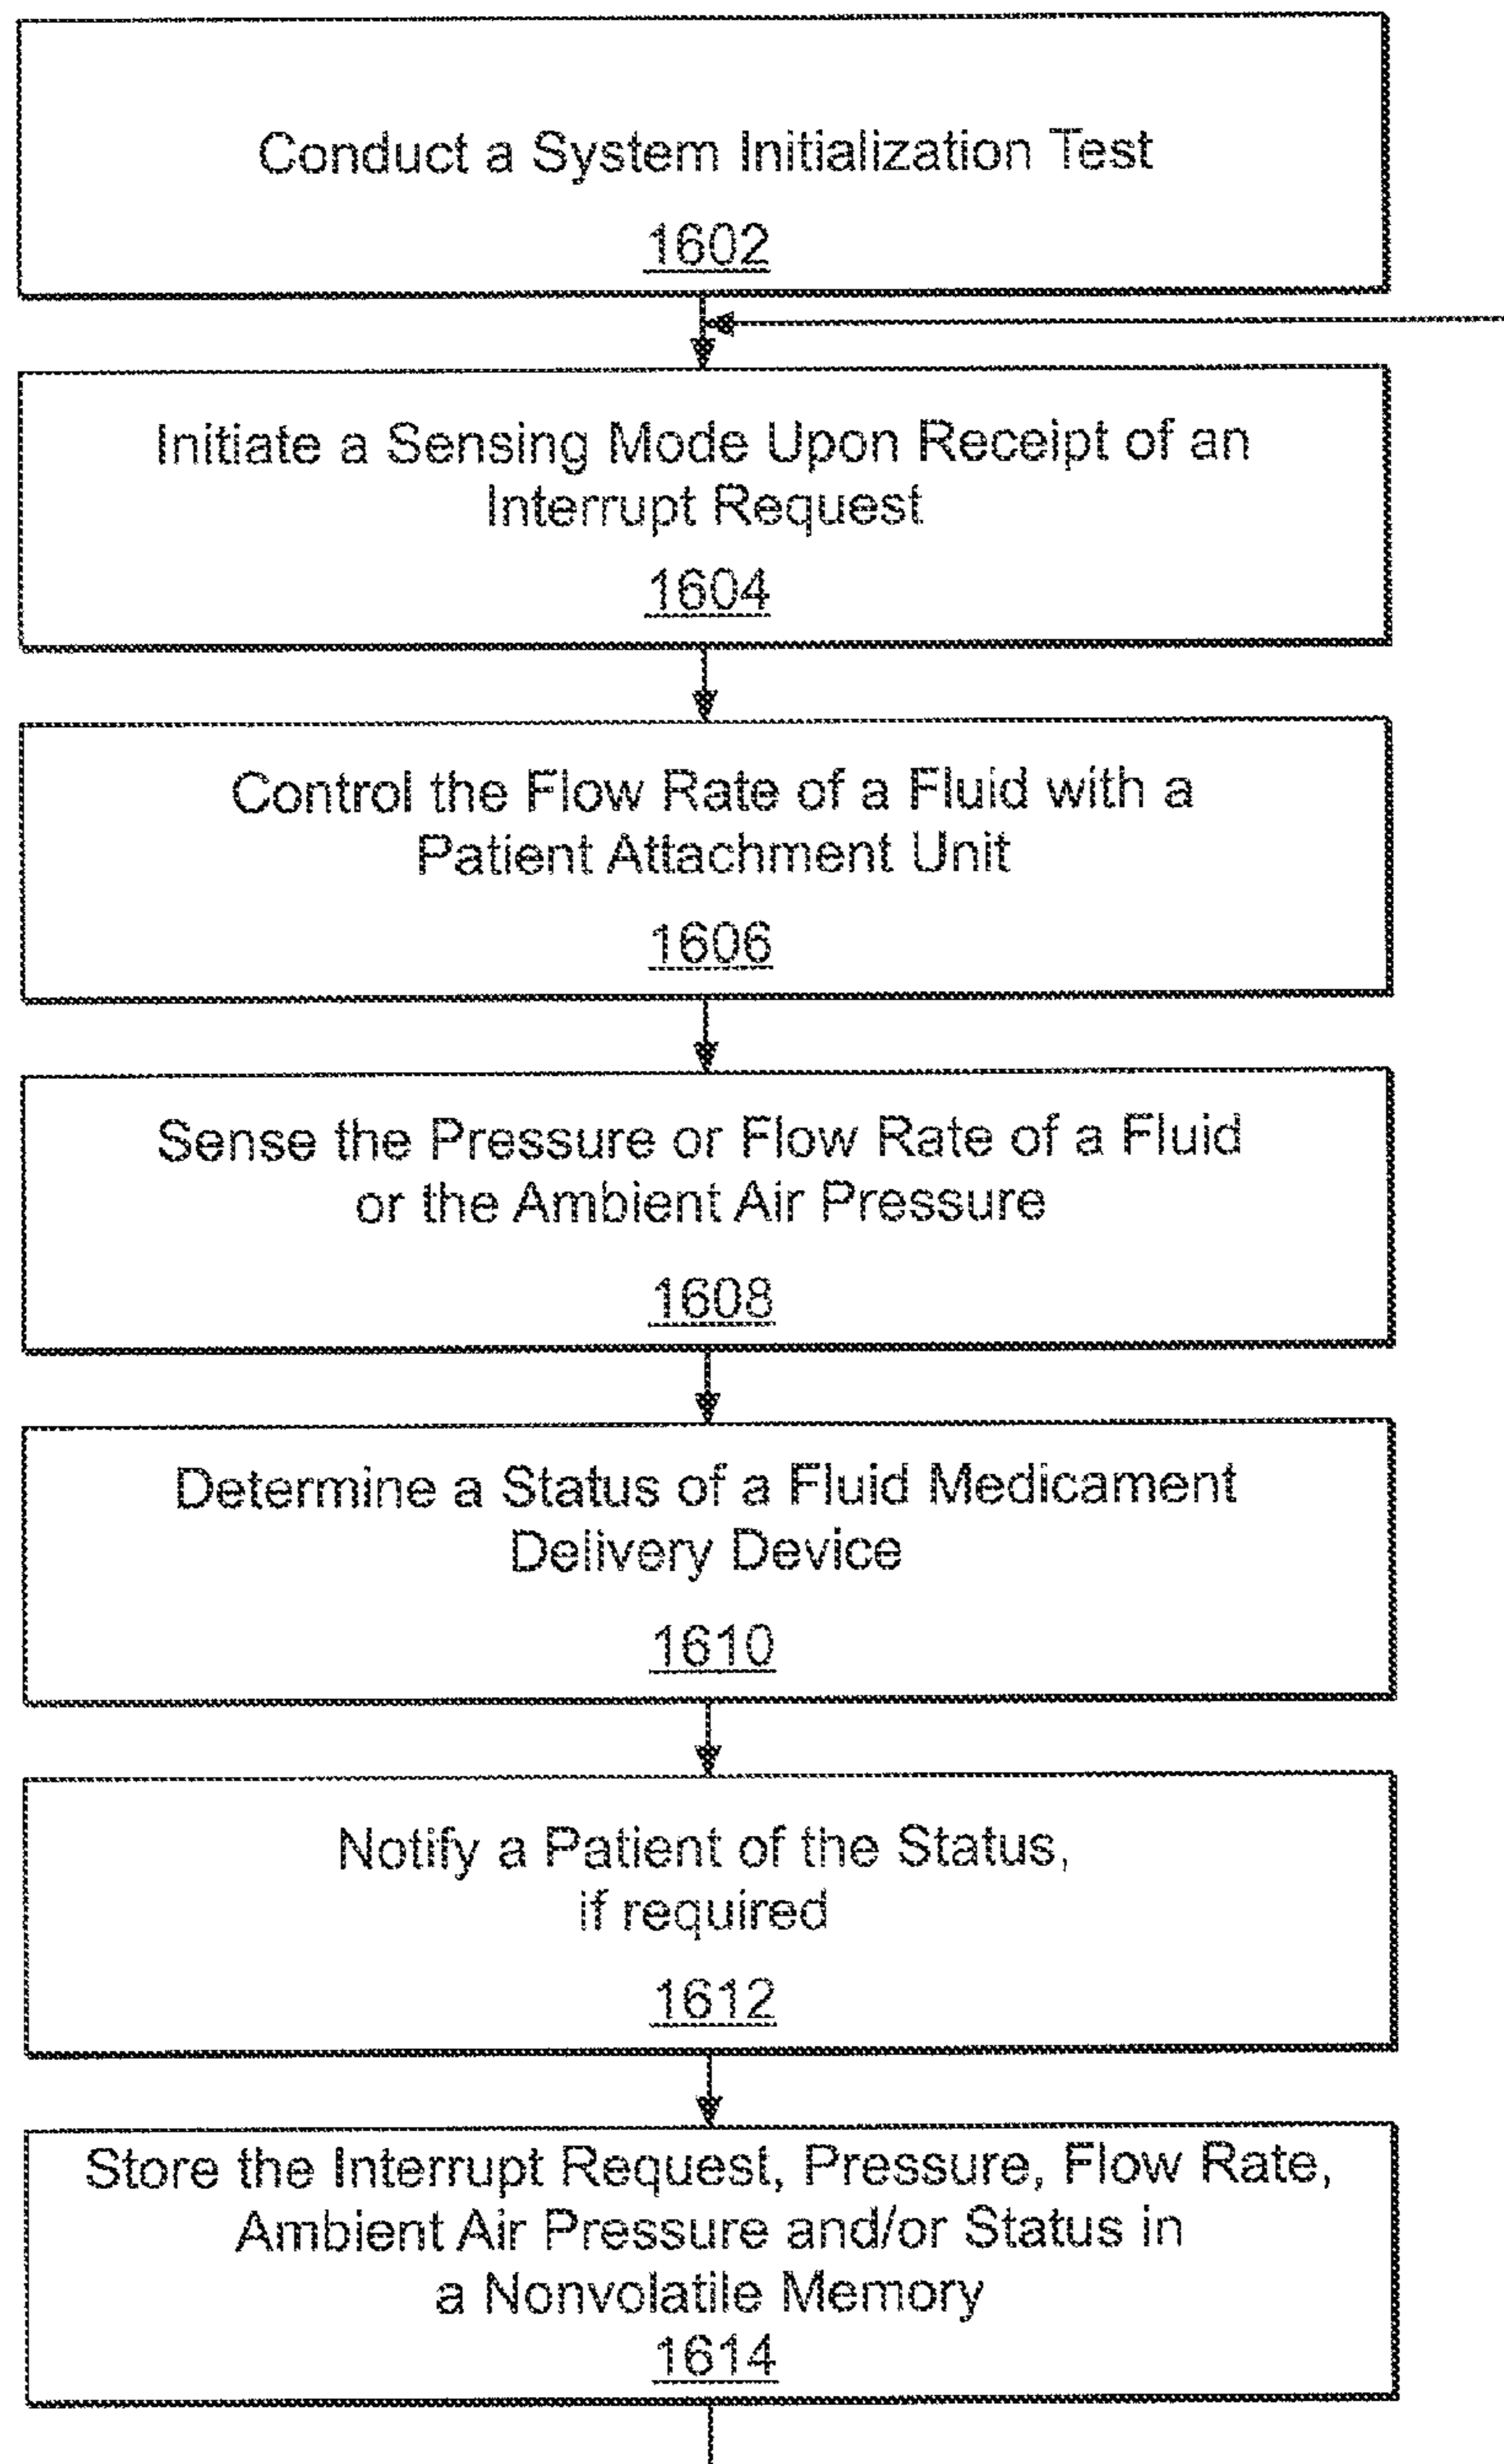 Conduct a System Initialization Test
1602
Initiate a Sensing Mode Upon Receipt of an
Interrupt Request
1604
Control the Flow Rate of a Fluid with a
Patient Attachment Unit
1606
Sense the Pressure or Flow Rate of a Fluid
or the Ambient Air Pressure
1608
Determine a Status of a Fluid Medicament
Delivery Device
1610
Notify a Patient of the Status,
if required
1612
Store the Interrupt Request, Pressure, Flow Rate,
Ambient Air Pressure and/or Status in
a Nonvolatile Memory
1614